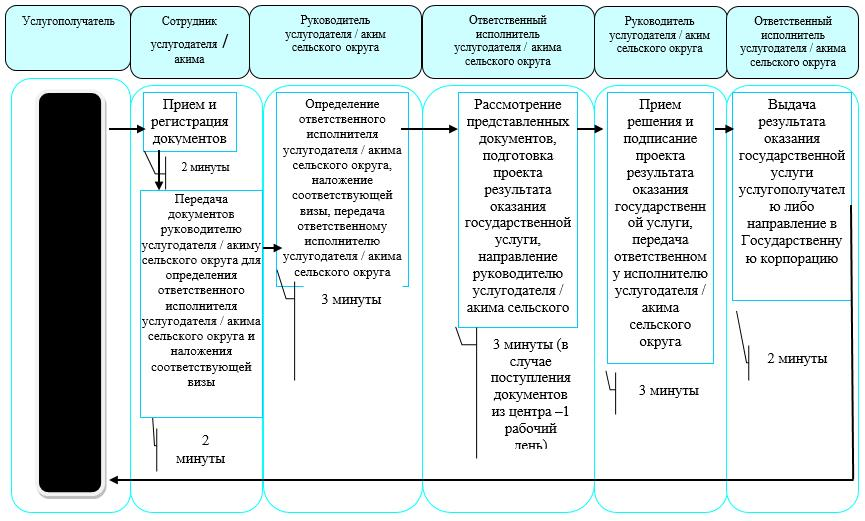 Услугополучатель
Сотрудник
услугодателя /
акима
Руководитель
услугодателя / аким
сельского округа
Ответственный
исполнитель
услугодателя / акима
сельского округа
Руководитель
услугодателя / аким
сельского округа
Ответственный
исполнитель
услугодателя / акима
сельского округа
Прием и
регистрация
документов
2 минуты
Передача
документов
руководителю
услугодателя / акиму
сельского округа для
определения
ответственного
исполнителя
услугодателя / акима
сельского округа и
наложения
соответствующей
визы
2
минуты
Определение
ответственного
исполнителя
услугодателя / акима
сельского округа,
наложение
соответствующей
визы, передача
ответственному
исполнителю
услугодателя / акима
сельского округа
3 минуты
Рассмотрение
представленных
документов,
подготовка
проекта
результата
оказания
государственной
услуги,
направление
руководителю
услугодателя /
акима сельского
3 минуты (в
случае
поступления
документов
из центра –1
рабочий
день)
Прием
решения и
подписание
проекта
результата
оказания
государственн
ой услуги,
передача
ответственном
у исполнителю
услугодателя /
акима
сельского
округа
3 минуты
Выдача
результата
оказания
государственной
услуги
услугополучател
ю либо
направление в
Государственну
ю корпорацию
2 минуты